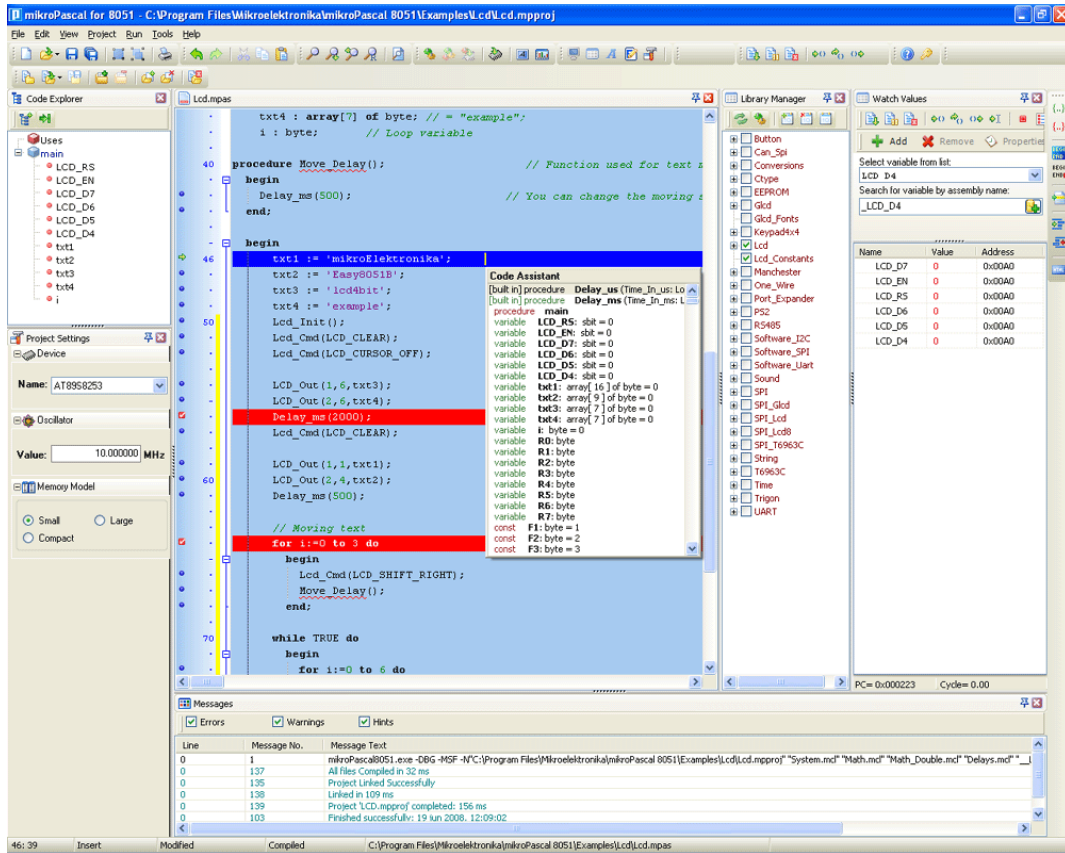 mikroPascal for 8051 - C:\Program Files\Mikroelektronika\mikroPascal 8051\Examples\Lcd\Lcd.mpproj
File Edit View Project Run Tools Help
Code Explorer
Uses
main
LCD_RS
LCD_EN
LCD_D7
LCD_D6
LCD_D5
LCD_D4
txt1
txt2
txt3
txt4
i
Project Settings
Device
Name: AT89S8253
Oscillator
Value: 10.000000 MHz
Memory Model
Small Large
Compact
Lcd.mpas
txt4 : array[7] of byte; // = "example";
i : byte; // Loop variable
40 procedure Move_Delay(); // Function used for text
begin
Delay_ms(500); // You can change the moving
end;
begin
46 txt1 := 'mikroElektronika';
txt2 := 'Easy8051B';
txt3 := 'lcd4bit';
txt4 := 'example';
50 Lcd_Init();
Lcd_Cmd(LCD_CLEAR);
Lcd_Cmd(LCD_CURSOR_OFF);
LCD_Out(1,6,txt3);
LCD_Out(2,6,txt4);
Delay_ms(2000);
Lcd_Cmd(LCD_CLEAR);
LCD_Out(1,1,txt1);
60 LCD_Out(2,4,txt2);
Delay_ms(500);
// Moving text
for i:=0 to 3 do
begin
Lcd_Cmd(LCD_SHIFT_RIGHT);
Move_Delay();
end;
70 while TRUE do
begin
for i:=0 to 6 do
Code Assistant
[built in] procedure Delay_us (Time_In_us: Lo
[built in] procedure Delay_ms (Time_In_ms: L
procedure main
variable LCD_RS: sbit = 0
variable LCD_EN: sbit = 0
variable LCD_D7: sbit = 0
variable LCD_D6: sbit = 0
variable LCD_D5: sbit = 0
variable LCD_D4: sbit = 0
variable txt1: array[ 16 ] of byte = 0
variable txt2: array[ 9 ] of byte = 0
variable txt3: array[ 7 ] of byte = 0
variable txt4: array[ 7 ] of byte = 0
variable i: byte = 0
variable R0: byte
variable R1: byte
variable R2: byte
variable R3: byte
variable R4: byte
variable R5: byte
variable R6: byte
variable R7: byte
const F1: byte = 1
const F2: byte = 2
const F3: byte = 3
Library Manager
Button
Can_Spi
Conversions
Ctype
EEPROM
Glcd
Glcd_Fonts
Keypad4x4
Lcd
Lcd_Constants
Manchester
One_Wire
Port_Expander
PS2
RS485
Software_I2C
Software_SPI
Software_Uart
Sound
SPI
SPI_Glcd
SPI_Lcd
SPI_Lcd8
SPI_T6963C
String
T6963C
Time
Trigon
UART
Watch Values
Add Remove Properties
Select variable from list:
LCD_D4
Search for variable by assembly name:
_LCD_D4
Name Value Address
LCD_D7 0 0x00A0
LCD_EN 0 0x00A0
LCD_RS 0 0x00A0
LCD_D6 0 0x00A0
LCD_D5 0 0x00A0
LCD_D4 0 0x00A0
PC= 0x000223 Cycle= 0.00
Messages
Errors Warnings Hints
Line Message No. Message Text
0 1 mikroPascal8051.exe -DBG -MSF -N"C:\Program Files\Mikroelektronika\mikroPascal 8051\Examples\Lcd\Lcd.mpproj" "System.mcl" "Math.mcl" "Math_Double.mcl" "Delays.mcl" "__L
0 137 All files Compiled in 32 ms
0 135 Project Linked Successfully
0 138 Linked in 109 ms
0 139 Project 'LCD.mpproj' completed: 156 ms
0 103 Finished successfully: 19 jun 2008, 12:09:02
46: 39 Insert Modified Compiled C:\Program Files\Mikroelektronika\mikroPascal 8051\Examples\Lcd\Lcd.mpas